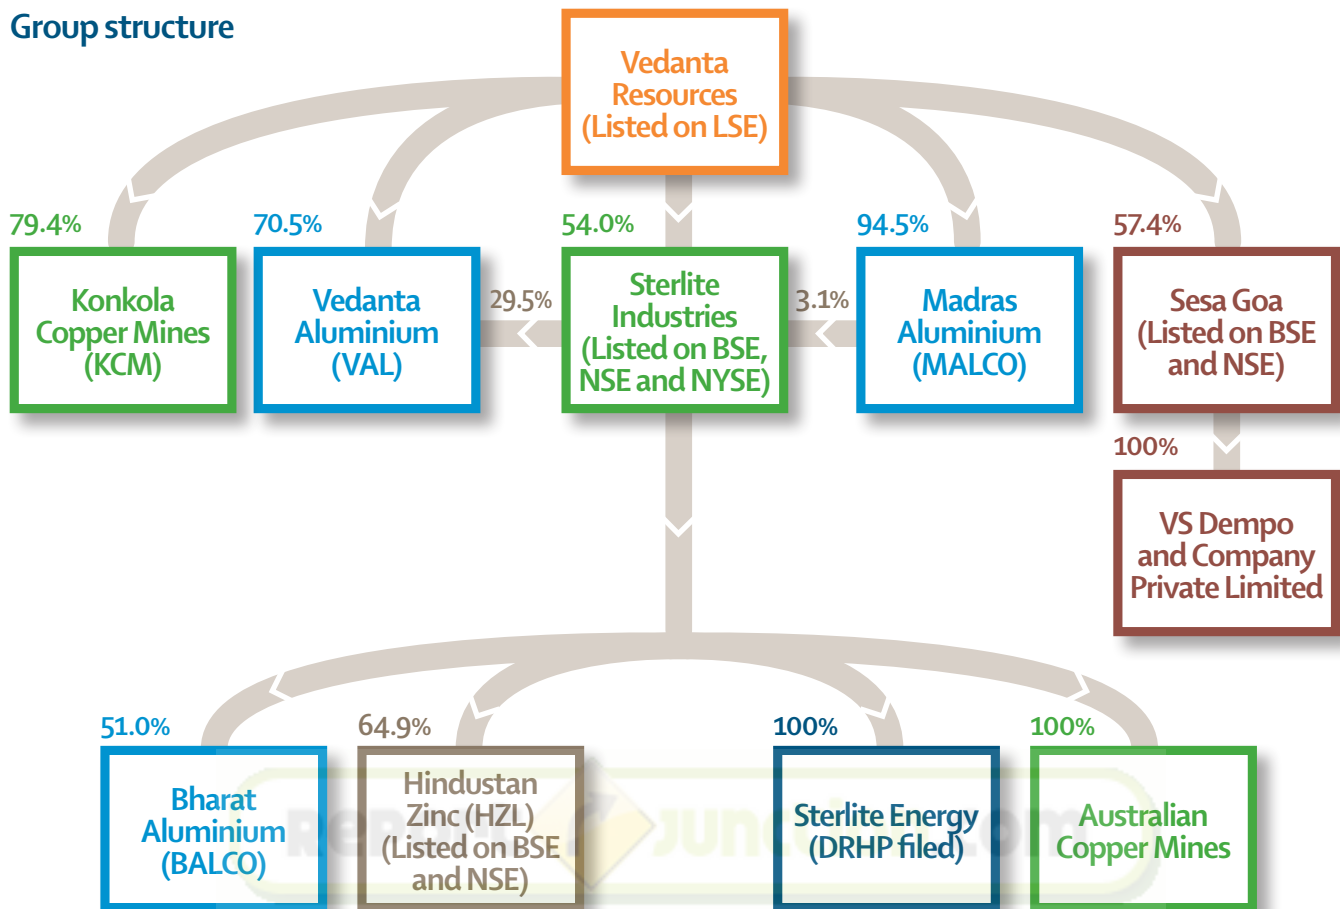 Group structure
Vedanta
Resources
(Listed on LSE)
79.4%
70.5%
54.0%
94.5%
57.4%
Konkola
Copper Mines
(KCM)
Vedanta
Aluminium
(VAL)
29.5%
Sterlite
Industries
(Listed on BSE,
NSE and NYSE)
3.1%
Madras
Aluminium
(MALCO)
Sesa Goa
(Listed on BSE
and NSE)
100%
VS Dempo
and Company
Private Limited
51.0%
64.9%
100%
100%
Bharat
Aluminium
(BALCO)
Hindustan
Zinc (HZL)
(Listed on BSE
and NSE)
Sterlite Energy
(DRHP filed)
Australian
Copper Mines